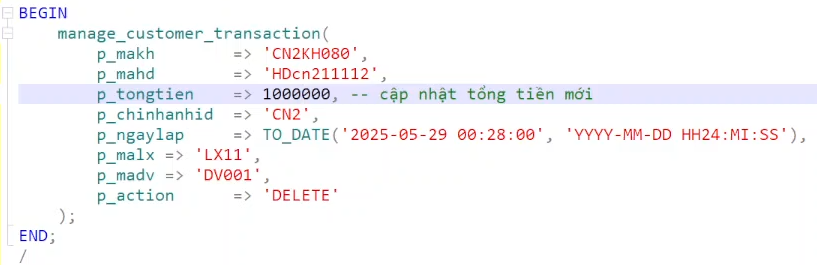 BEGIN
manage_customer_transaction(
p_makh => 'CN2KH080',
p_mahd => 'HDcn211112',
p_tongtien => 1000000, -- cập nhật tổng tiền mới
p_chinhanhid => 'CN2',
p_ngaylap => TO_DATE('2025-05-29 00:28:00', 'YYYY-MM-DD HH24:MI:SS'),
p_malx => 'LX11',
p_madv => 'DV001',
p_action => 'DELETE'
);
END;
/